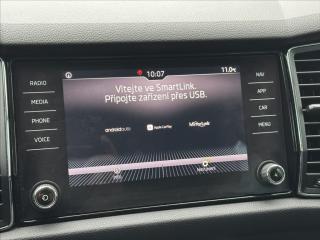 10:07
11.0°C
RADIO
NAV
Vítejte ve SmartLink.
Připojte zařízení přes USB.
MEDIA
APP
PHONE
CAR
androidauto
Apple CarPlay
MirrorLink
VOICE
MENU